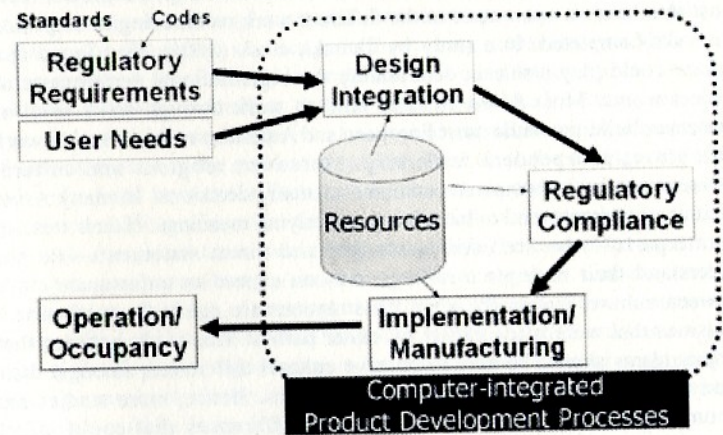 Standards
Codes
Regulatory
Requirements
User Needs
Design
Integration
Resources
Regulatory
Compliance
Operation/
Occupancy
Implementation/
Manufacturing
Computer-integrated
Product Development Processes